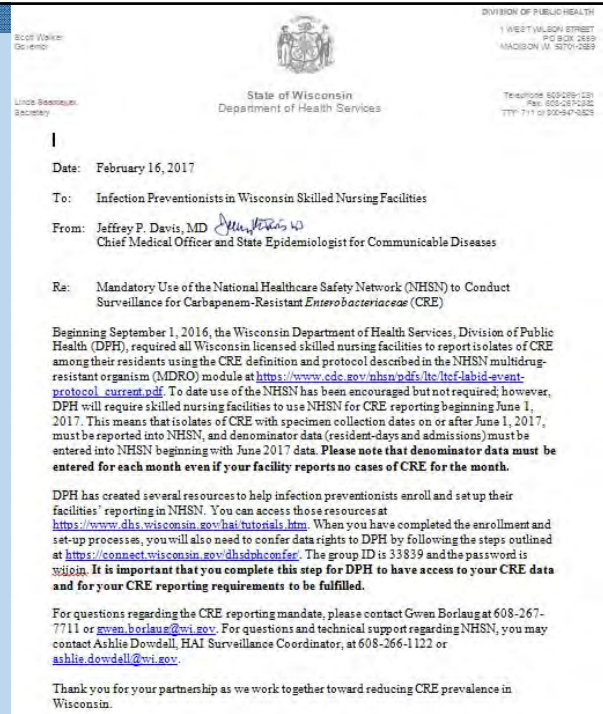 DIVISION OF PUBLIC HEALTH
Scott Walker
Governor
1 WEST WILSON STREET
PO BOX 2659
MADISON WI 53701-2659
State of Wisconsin
Department of Health Services
Secretary
Telephone: 608-266-1251
Fax: 608-267-2832
TTY: 711 or 800-947-3529
Date: February 16, 2017
To: Infection Preventionists in Wisconsin Skilled Nursing Facilities
From: Jeffrey P. Davis, MD
Chief Medical Officer and State Epidemiologist for Communicable Diseases
Re: Mandatory Use of the National Healthcare Safety Network (NHSN) to Conduct
Surveillance for Carbapenem-Resistant Enterobacteriaceae (CRE)
Beginning September 1, 2016, the Wisconsin Department of Health Services, Division of Public
Health (DPH), required all Wisconsin licensed skilled nursing facilities to report isolates of CRE
among their residents using the CRE definition and protocol described in the NHSN multidrug-
resistant organism (MDRO) module at https://www.cdc.gov/nhsn/pdfs/ltc/ltcf-labid-event-
protocol_current.pdf. To date use of the NHSN has been encouraged but not required; however,
DPH will require skilled nursing facilities to use NHSN for CRE reporting beginning June 1,
2017. This means that isolates of CRE with specimen collection dates on or after June 1, 2017,
must be reported into NHSN, and denominator data (resident-days and admissions) must be
entered into NHSN beginning with June 2017 data. Please note that denominator data must be
entered for each month even if your facility reports no cases of CRE for the month.
DPH has created several resources to help infection preventionists enroll and set up their
facilities' reporting in NHSN. You can access those resources at
https://www.dhs.wisconsin.gov/hai/tutorials.htm. When you have completed the enrollment and
set-up processes, you will also need to confer data rights to DPH by following the steps outlined
at https://connect.wisconsin.gov/dhsdphconfer/. The group ID is 33839 and the password is
wijoin. It is important that you complete this step for DPH to have access to your CRE data
and for your CRE reporting requirements to be fulfilled.
For questions regarding the CRE reporting mandate, please contact Gwen Borlaug at 608-267-
7711 or gwen.borlaug@wi.gov. For questions and technical support regarding NHSN, you may
contact Ashlie Dowdell, HAI Surveillance Coordinator, at 608-266-1122 or
ashlie.dowdell@wi.gov.
Thank you for your partnership as we work together toward reducing CRE prevalence in
Wisconsin.